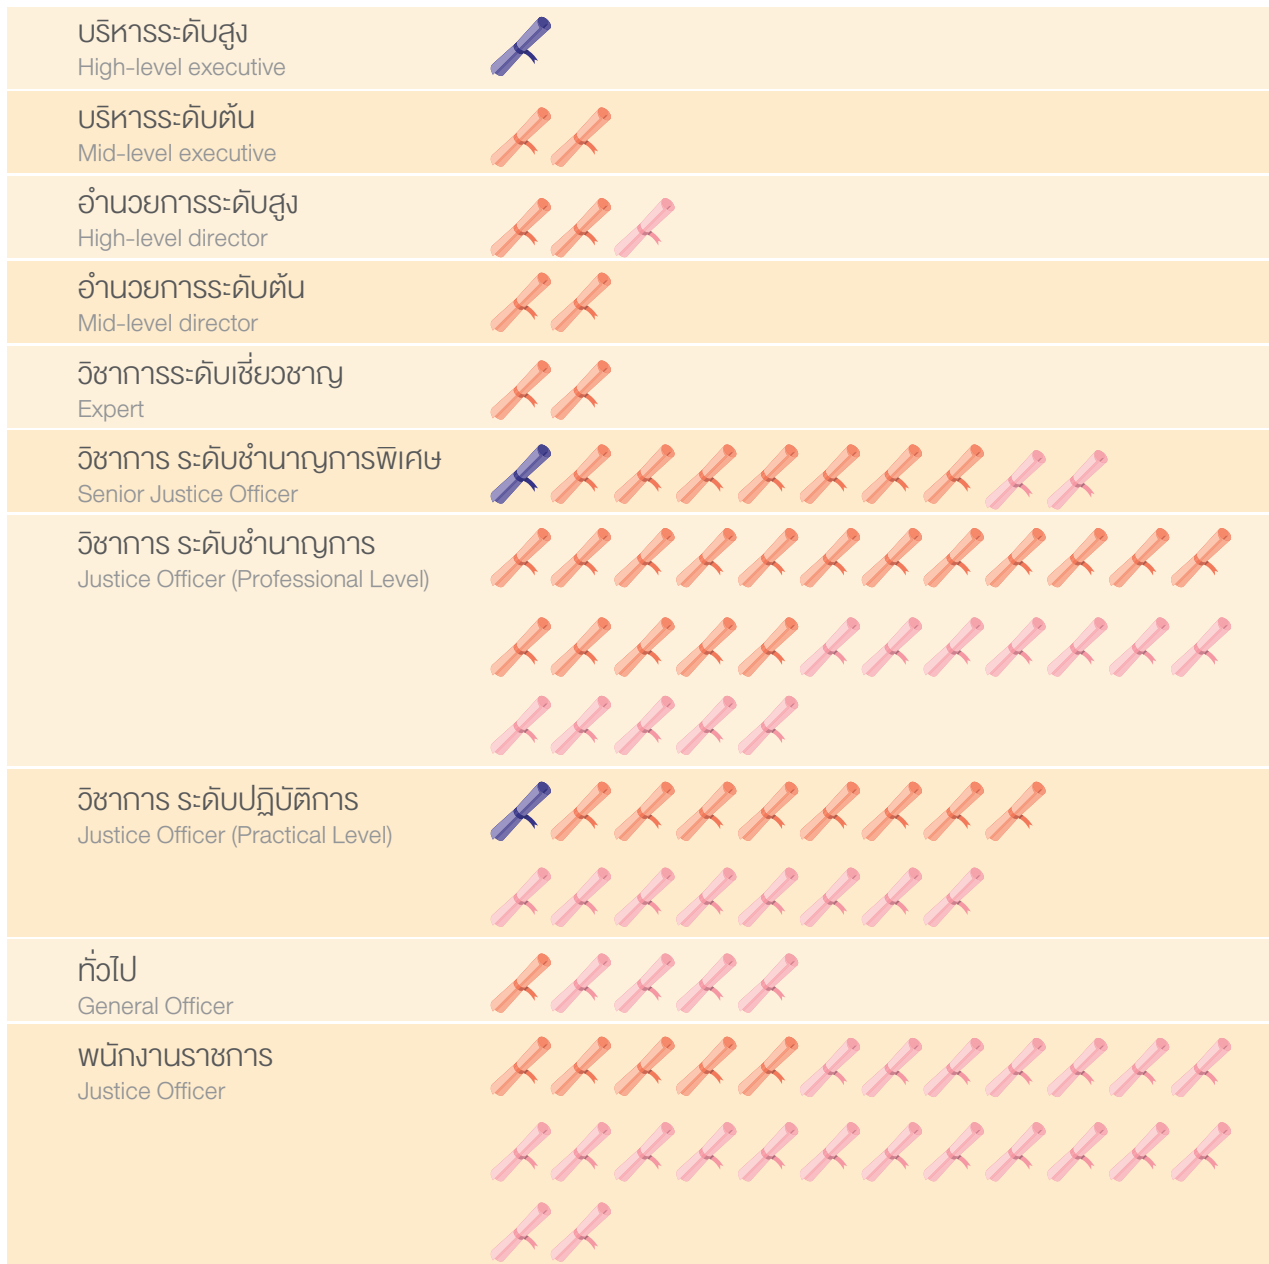 บริหารระดับสูง
High-level executive
บริหารระดับต้น
Mid-level executive
อำนวยการระดับสูง
High-level director
อำนวยการระดับต้น
Mid-level director
วิชาการระดับเชี่ยวชาญ
Expert
วิชาการ ระดับชำนาญการพิเศษ
Senior Justice Officer
วิชาการ ระดับชำนาญการ
Justice Officer (Professional Level)
วิชาการ ระดับปฏิบัติการ
Justice Officer (Practical Level)
ทั่วไป
General Officer
พนักงานราชการ
Justice Officer